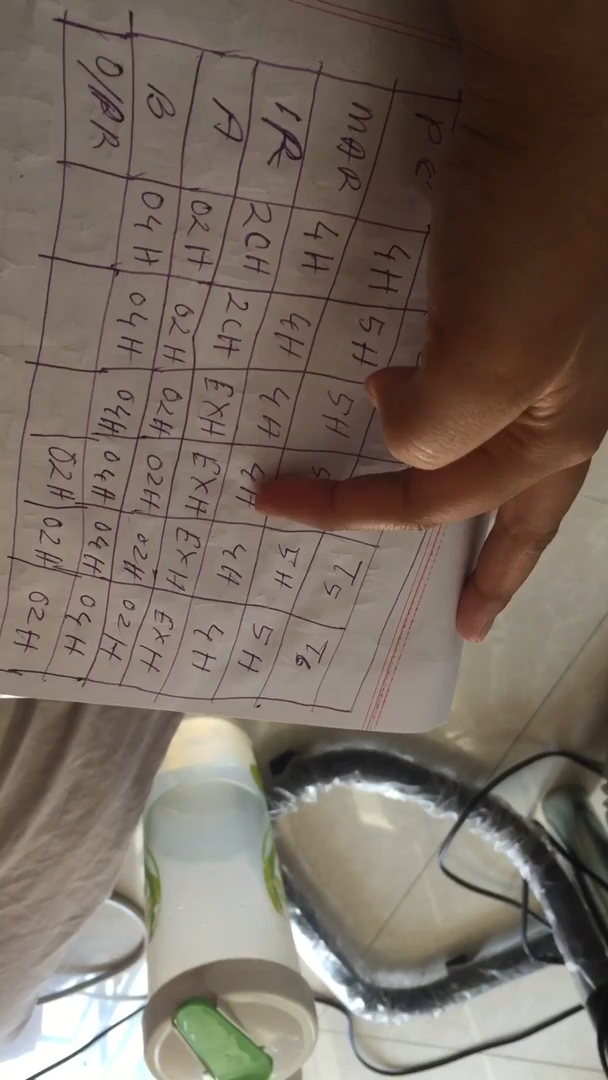 T5 T6
PC 4H 5H 5H 5H 5H
MAR 4H 4H 4H 4H 4H 4H
IR 2CH 2CH EXH EXH EXH EXH
A 02H 02H 02H 02H 02H 02H
B 04H 04H 04H 04H 04H 04H
O/PR 02H 02H 02H